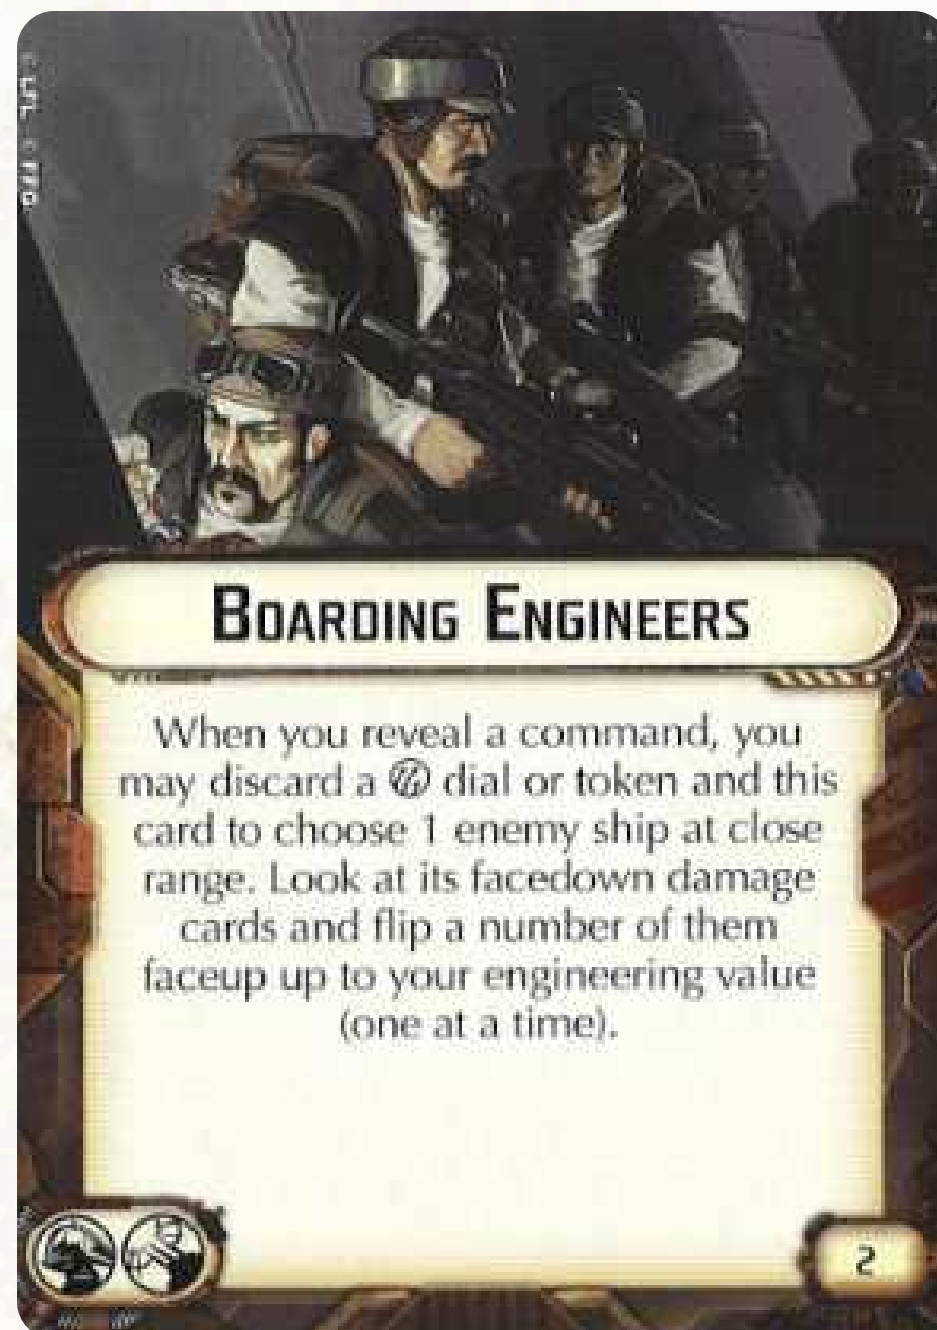 © LFL © FFG
BOARDING ENGINEERS
When you reveal a command, you
may discard a dial or token and this
card to choose 1 enemy ship at close
range. Look at its facedown damage
cards and flip a number of them
faceup up to your engineering value
(one at a time).
2